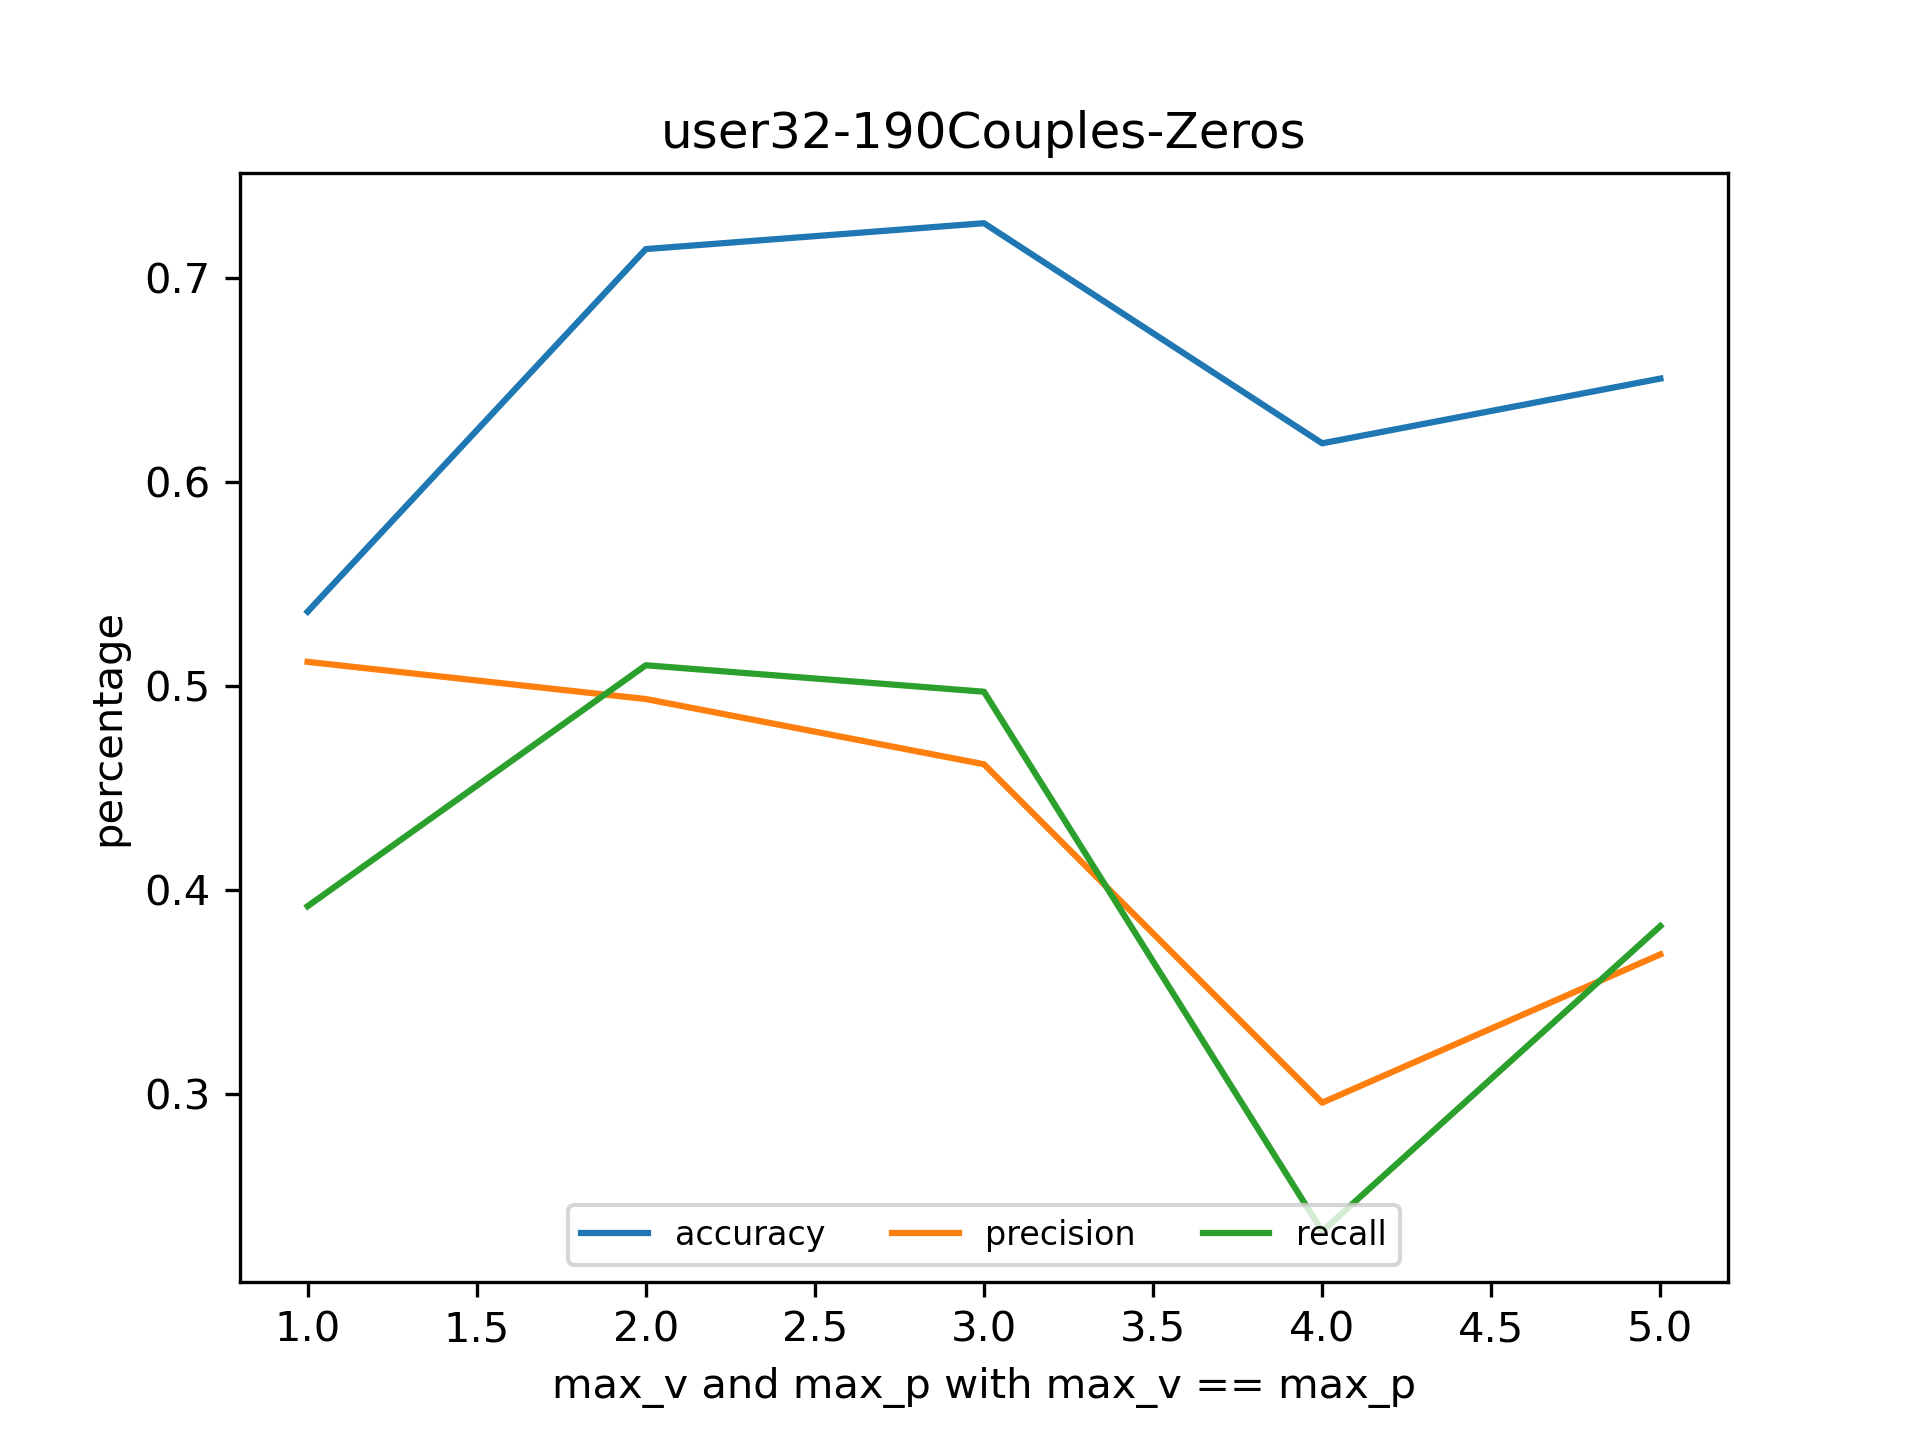 user32-190Couples-Zeros
percentage
0.7
0.6
0.5
0.4
0.3
accuracy precision recall
1.0 1.5 2.0 2.5 3.0 3.5 4.0 4.5 5.0
max_v and max_p with max_v == max_p